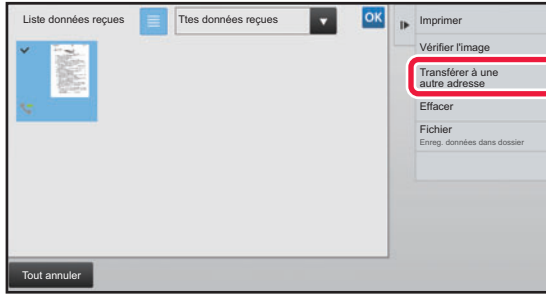 Liste données reçues
Ttes données reçues
OK
Imprimer
Vérifier l'image
Transférer à une
autre adresse
Effacer
Fichier
Enreg. données dans dossier
Tout annuler